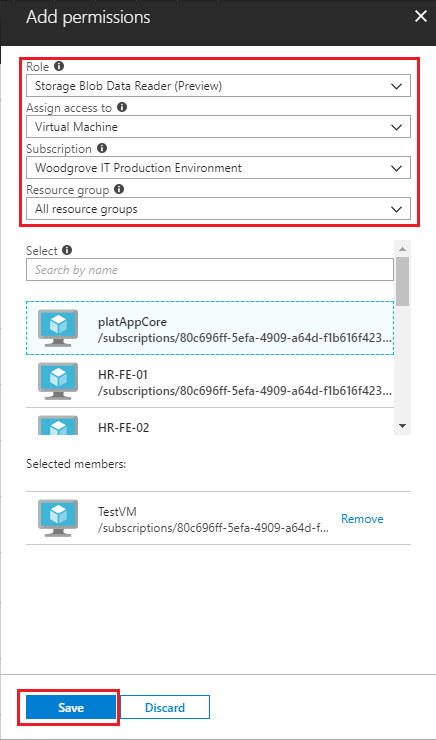 Add permissions
Role
Storage Blob Data Reader (Preview)
Assign access to
Virtual Machine
Subscription
Woodgrove IT Production Environment
Resource group
All resource groups
Select
Search by name
platAppCore
/subscriptions/80c696ff-5efa-4909-a64d-f1b616f423...
HR-FE-01
/subscriptions/80c696ff-5efa-4909-a64d-f1b616f423...
HR-FE-02
Selected members:
TestVM
/subscriptions/80c696ff-5efa-4909-a64d-f...
Remove
Save
Discard